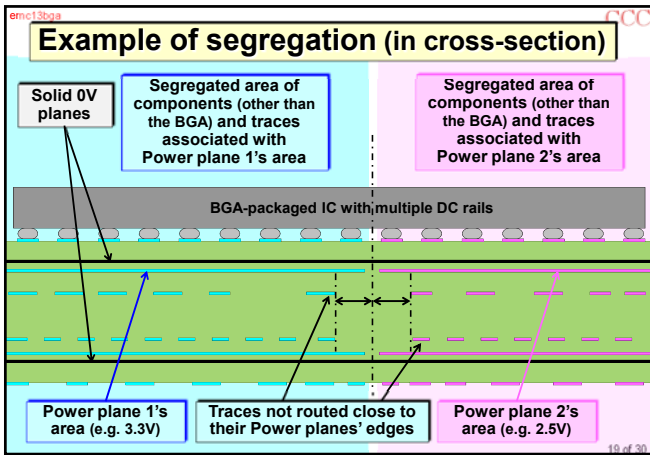 emc13bga
CCC
Example of segregation (in cross-section)
Solid 0V
planes
Segregated area of
components (other than
the BGA) and traces
associated with
Power plane 1's area
Segregated area of
components (other than
the BGA) and traces
associated with
Power plane 2's area
BGA-packaged IC with multiple DC rails
Power plane 1's
area (e.g. 3.3V)
Traces not routed close to
their Power planes' edges
Power plane 2's
area (e.g. 2.5V)
19 of 30